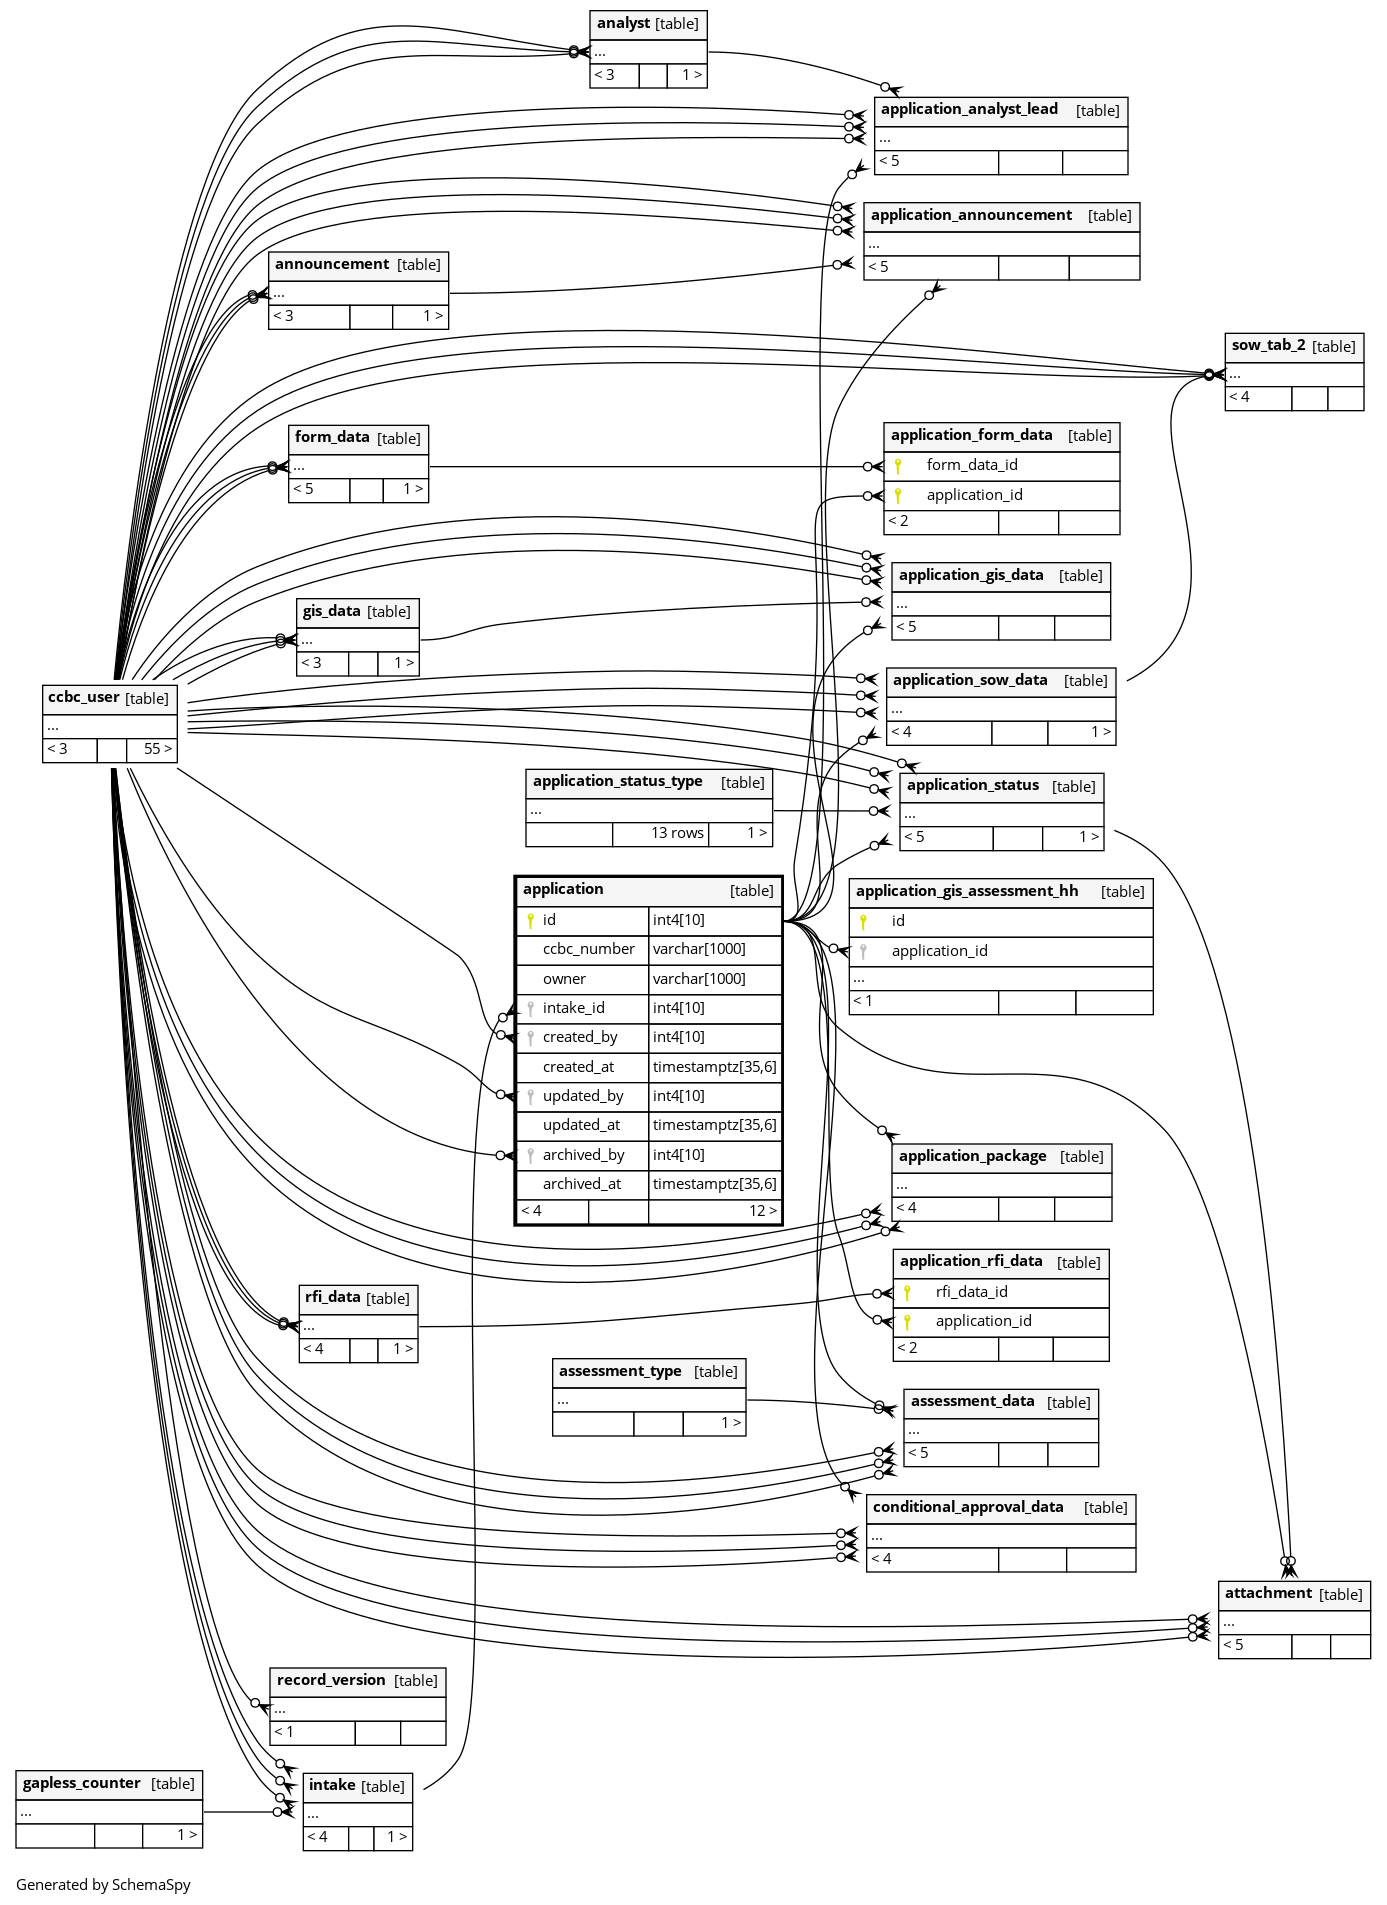 analyst [table]
...
< 3 1 >
application_analyst_lead [table]
...
< 5
application_announcement [table]
...
< 5
announcement [table]
...
< 3 1 >
sow_tab_2 [table]
...
< 4
form_data [table]
...
< 5 1 >
application_form_data [table]
form_data_id
application_id
< 2
application_gis_data [table]
...
< 5
gis_data [table]
...
< 3 1 >
ccbc_user [table]
...
< 3 55 >
application_sow_data [table]
...
< 4 1 >
application_status_type [table]
...
13 rows 1 >
application_status [table]
...
< 5 1 >
application [table]
id int4[10]
ccbc_number varchar[1000]
owner varchar[1000]
intake_id int4[10]
created_by int4[10]
created_at timestamptz[35,6]
updated_by int4[10]
updated_at timestamptz[35,6]
archived_by int4[10]
archived_at timestamptz[35,6]
< 4 12 >
application_gis_assessment_hh [table]
id
application_id
...
< 1
application_package [table]
...
< 4
application_rfi_data [table]
rfi_data_id
application_id
< 2
rfi_data [table]
...
< 4 1 >
assessment_type [table]
...
1 >
assessment_data [table]
...
< 5
conditional_approval_data [table]
...
< 4
attachment [table]
...
< 5
record_version [table]
...
< 1
gapless_counter [table]
...
1 >
intake [table]
...
< 4 1 >
Generated by SchemaSpy